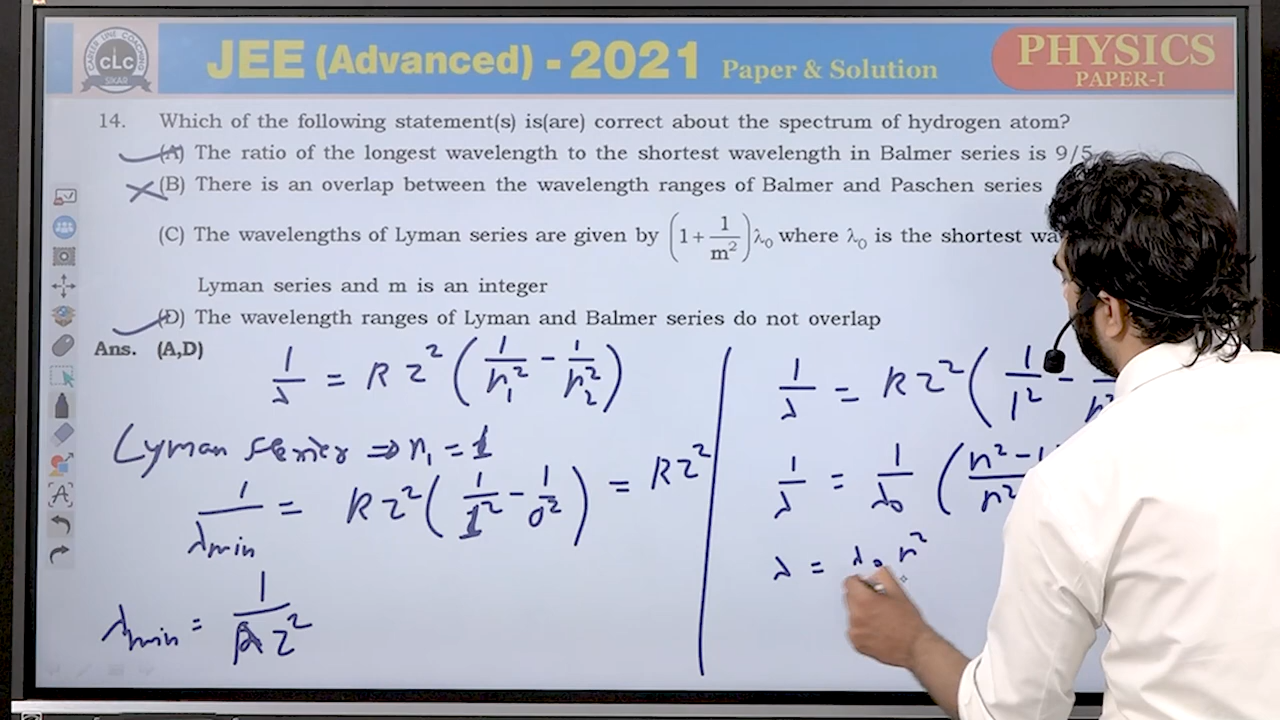 CAREER LINE COACHING
CLC
SIKAR
JEE (Advanced) - 2021 Paper & Solution
PHYSICS
PAPER-I
14. Which of the following statement(s) is(are) correct about the spectrum of hydrogen atom?
(A) The ratio of the longest wavelength to the shortest wavelength in Balmer series is 9/5
(B) There is an overlap between the wavelength ranges of Balmer and Paschen series
(C) The wavelengths of Lyman series are given by (1 + 1/m²)λ₀ where λ₀ is the shortest
Lyman series and m is an integer
(D) The wavelength ranges of Lyman and Balmer series do not overlap
Ans. (A,D)
1/λ = RZ² (1/n₁² - 1/n₂²)
Lyman series ⇒ n₁ = 1
1/λmin = RZ² (1/1² - 1/0²) = RZ²
λmin = 1/RZ²
1/λ = RZ² (1/1² -
1/λ = 1/λ₀ (n²-1/n²
λ = λ₀ n²